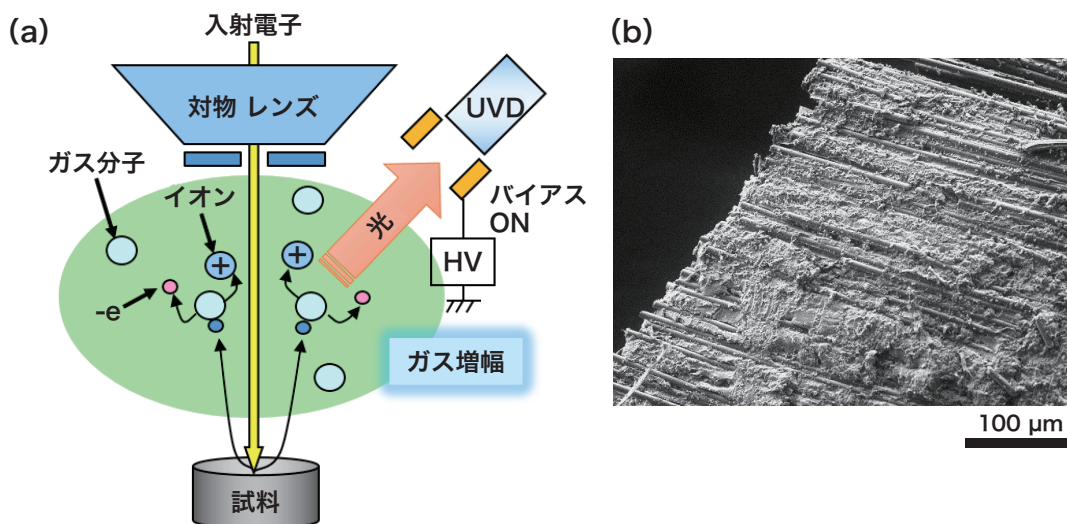 (a)
入射電子
対物 レンズ
UVD
ガス分子
イオン
バイアス
ON
光
HV
+
+
-e
ガス増幅
試料
(b)
100 µm